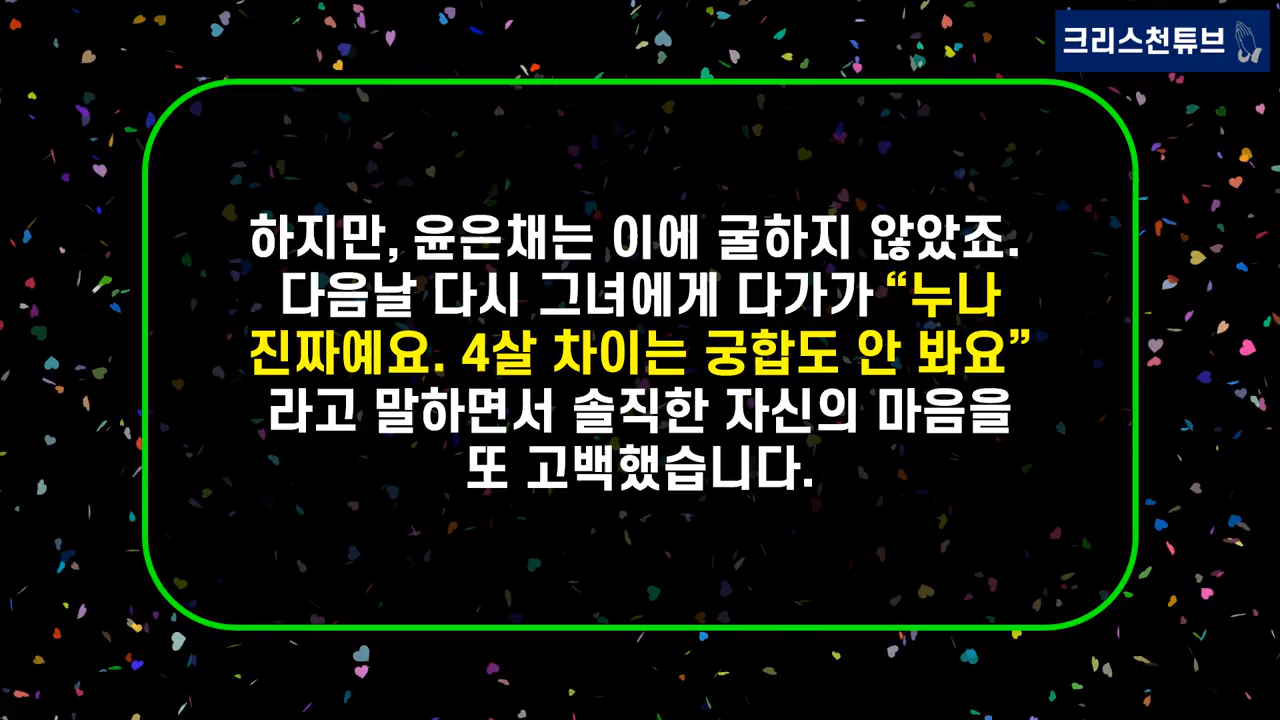 크리스천튜브
하지만, 윤은채는 이에 굴하지 않았죠.
다음날 다시 그녀에게 다가가 “누나
진짜예요. 4살 차이는 궁합도 안 봐요”
라고 말하면서 솔직한 자신의 마음을
또 고백했습니다.